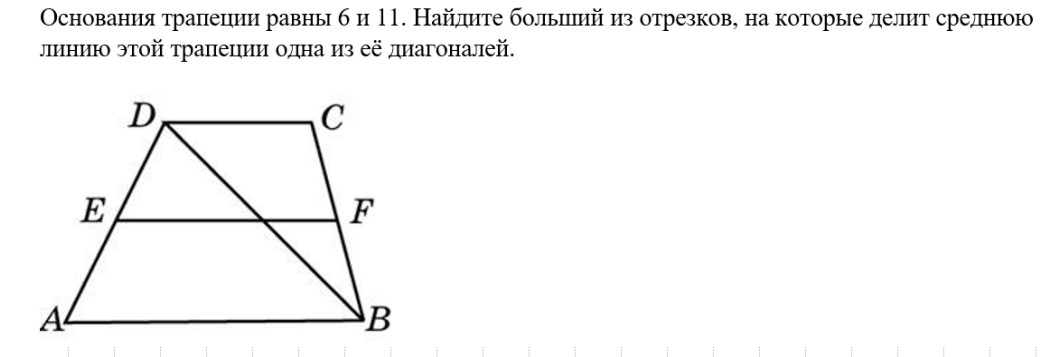 Основания трапеции равны 6 и 11. Найдите больший из отрезков, на которые делит среднюю
линию этой трапеции одна из её диагоналей.
D
C
E
F
A
B